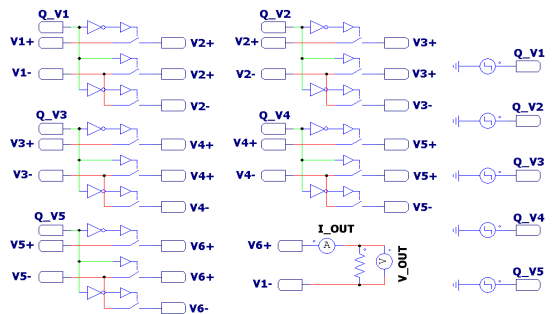 Q_V1
V1+
V2+
V1-
V2+
V2-
Q_V2
V2+
V3+
V2-
V3+
V3-
Q_V1
Q_V2
Q_V3
Q_V4
Q_V5
Q_V3
V3+
V4+
V3-
V4+
V4-
Q_V4
V4+
V5+
V4-
V5+
V5-
Q_V5
V5+
V6+
V5-
V6+
V6-
I_OUT
V6+
A
V
V_OUT
V1-